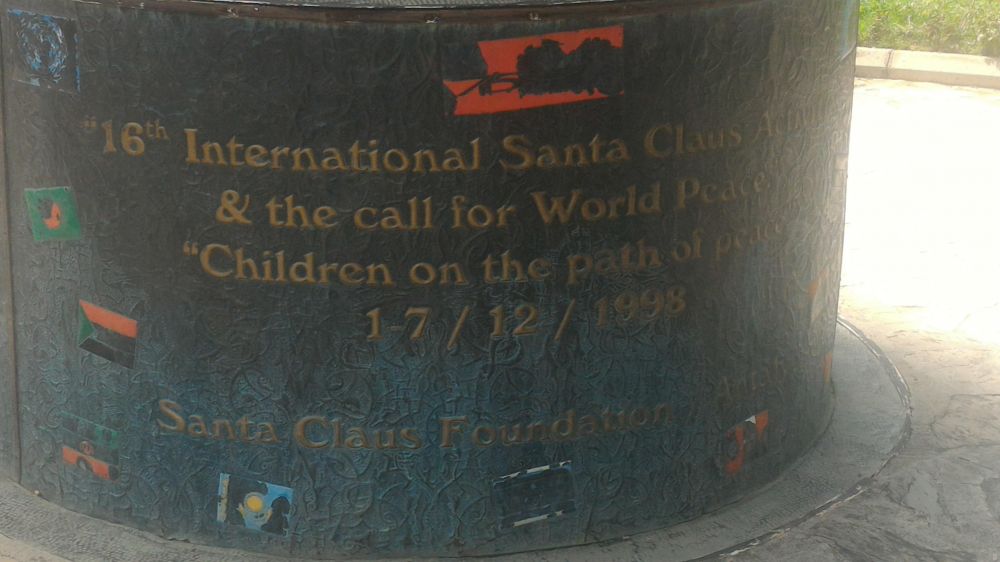 "16th International Santa Claus
& the call for World Peace
"Children on the path of peace
1-7 / 12 / 1998
Santa Claus Foundation